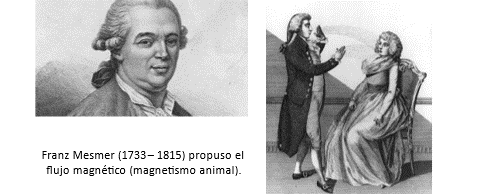 Franz Mesmer (1733 – 1815) propuso el
flujo magnético (magnetismo animal).